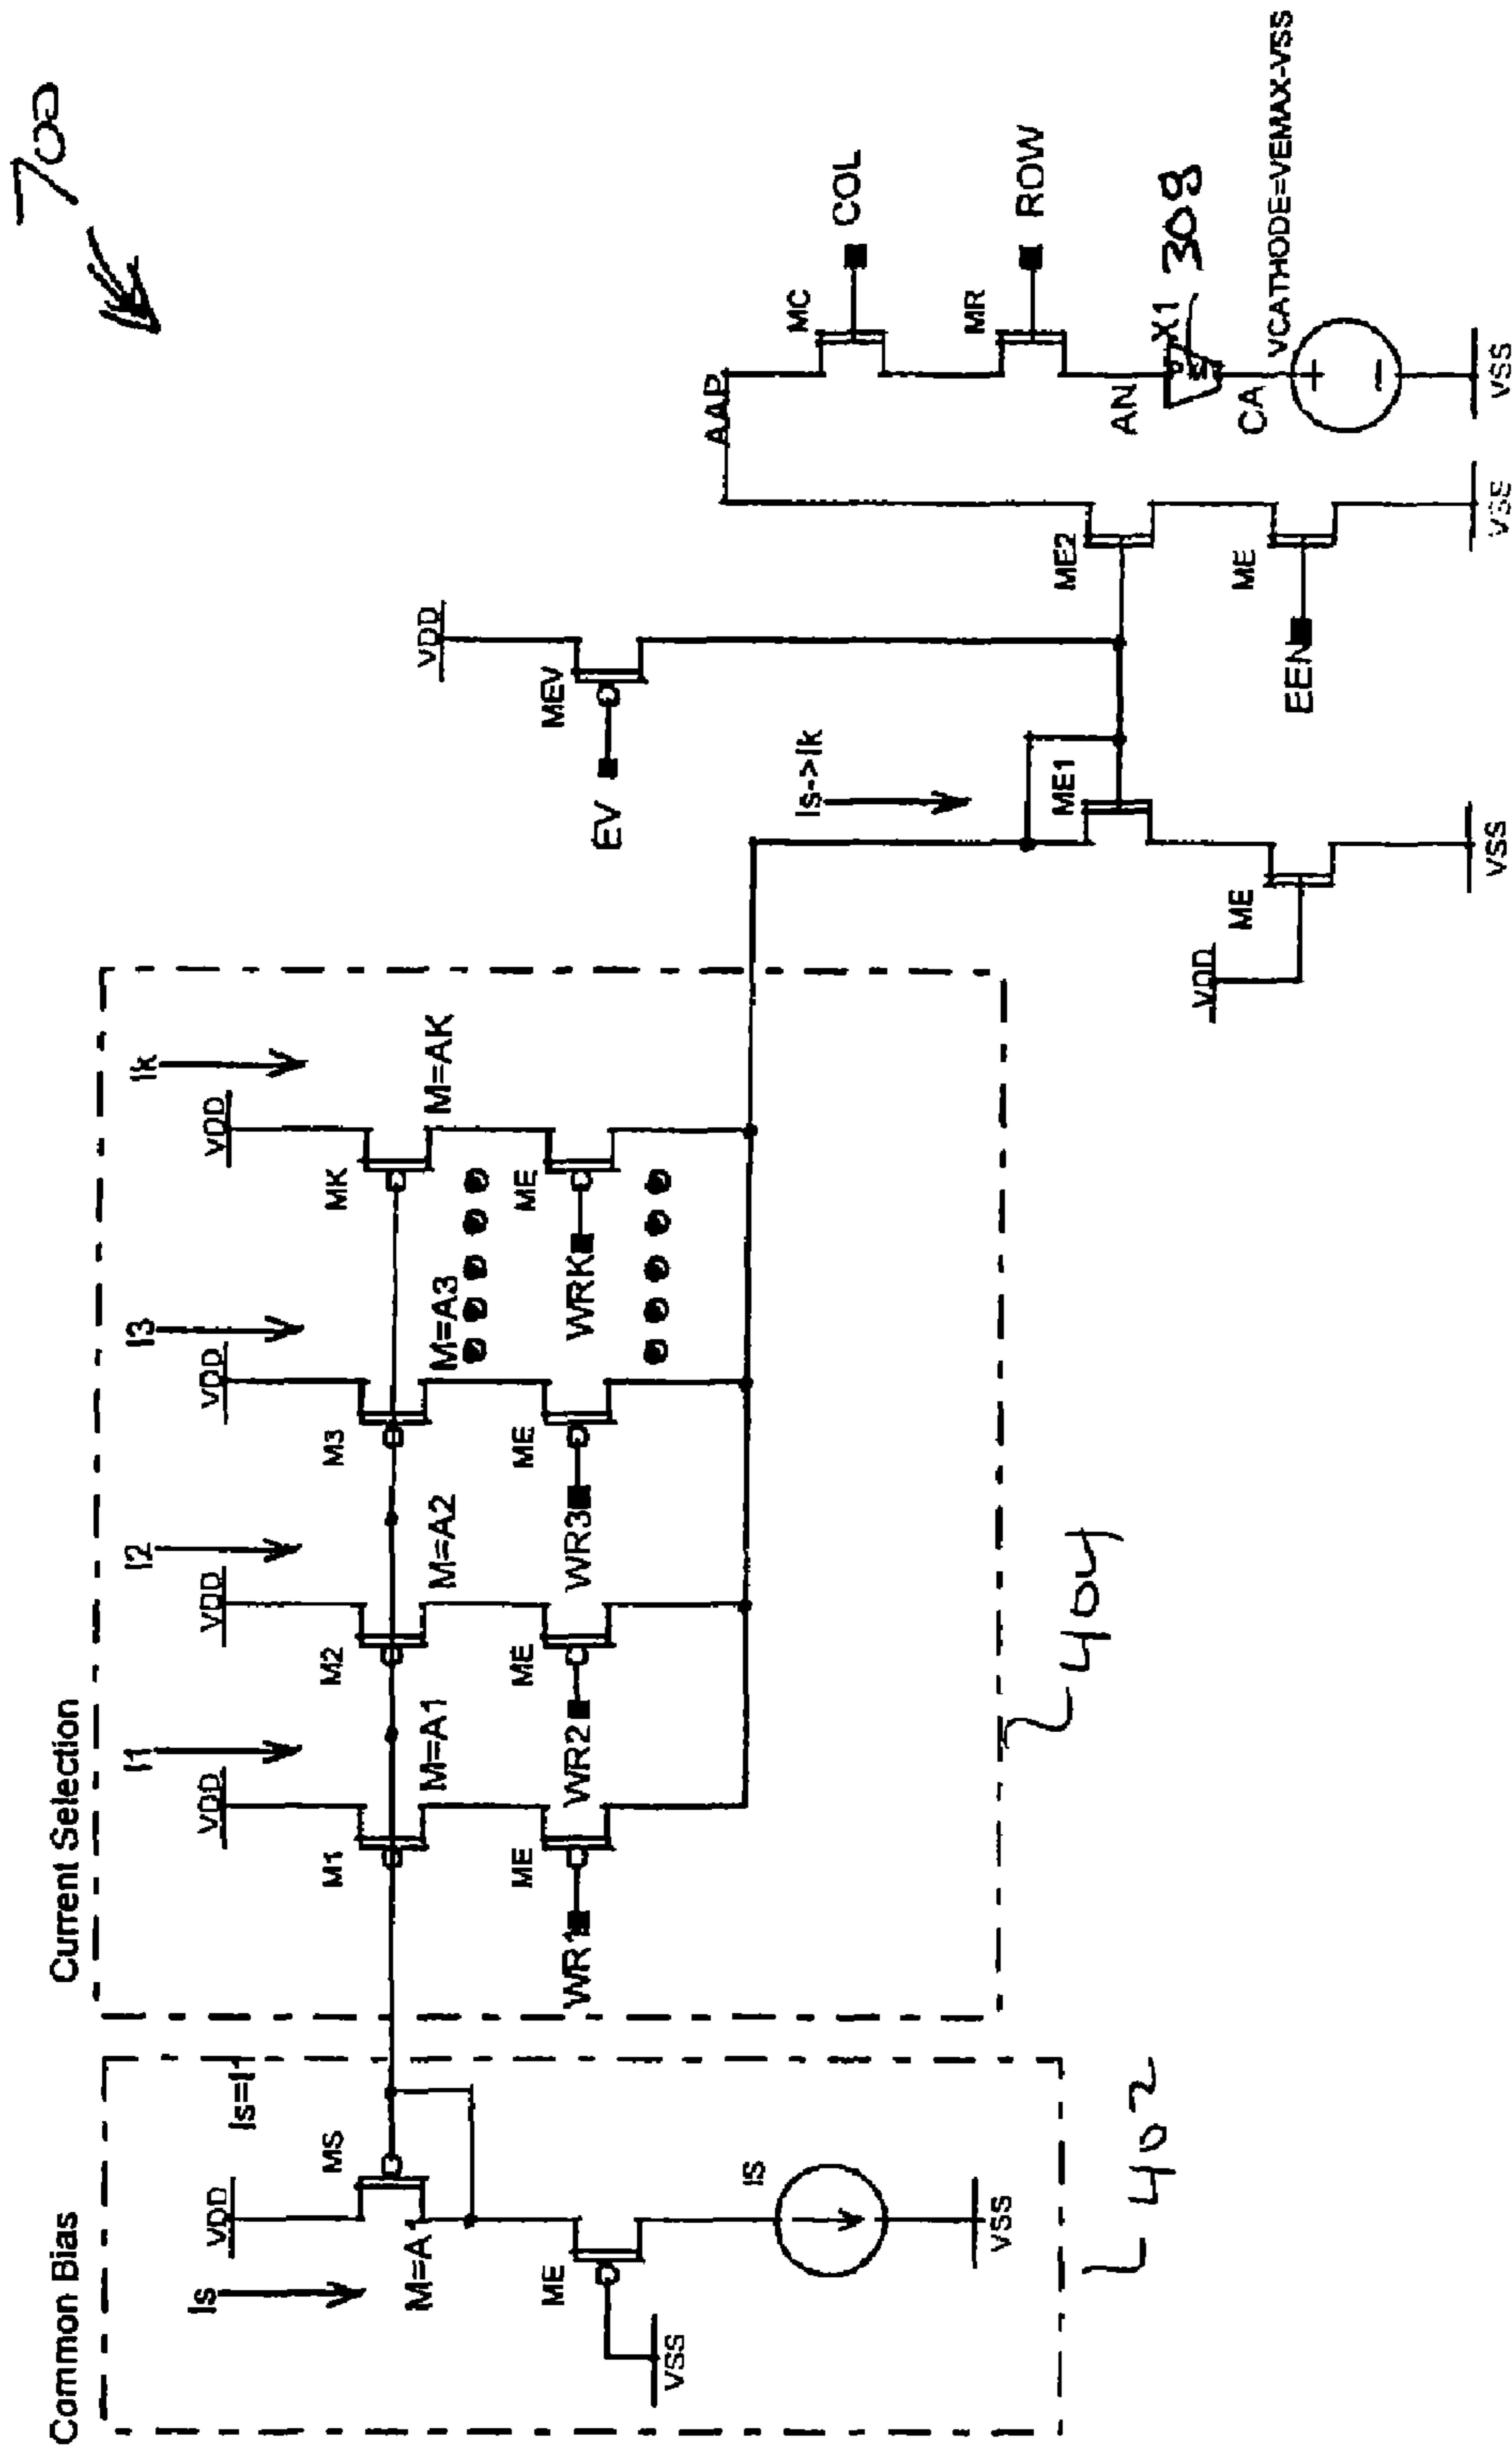 700
Common Bias
Current Selection
Is
VDD
Is=I1
MS
M=A1
ME
VSS
IS
VSS
402
I1
I2
I3
Ik
VDD
VDD
VDD
VDD
M1
M2
M3
MK
M=A1
M=A2
M=A3
M=AK
ME
ME
ME
ME
WR1
WR2
WR3
WRK
404
VDD
MEV
EV
Is->Ik
ME1
VDD
ME
VSS
AAP
ME2
ME
EEN
VSS
MC
COL
MR
ROW
AN
X1
308
CA
VCATHODE=VEMAX-VSS
+
−
VSS